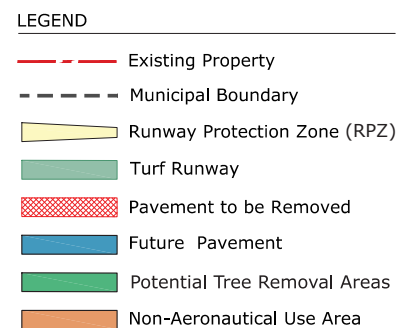 LEGEND
Existing Property
Municipal Boundary
Runway Protection Zone (RPZ)
Turf Runway
Pavement to be Removed
Future Pavement
Potential Tree Removal Areas
Non-Aeronautical Use Area